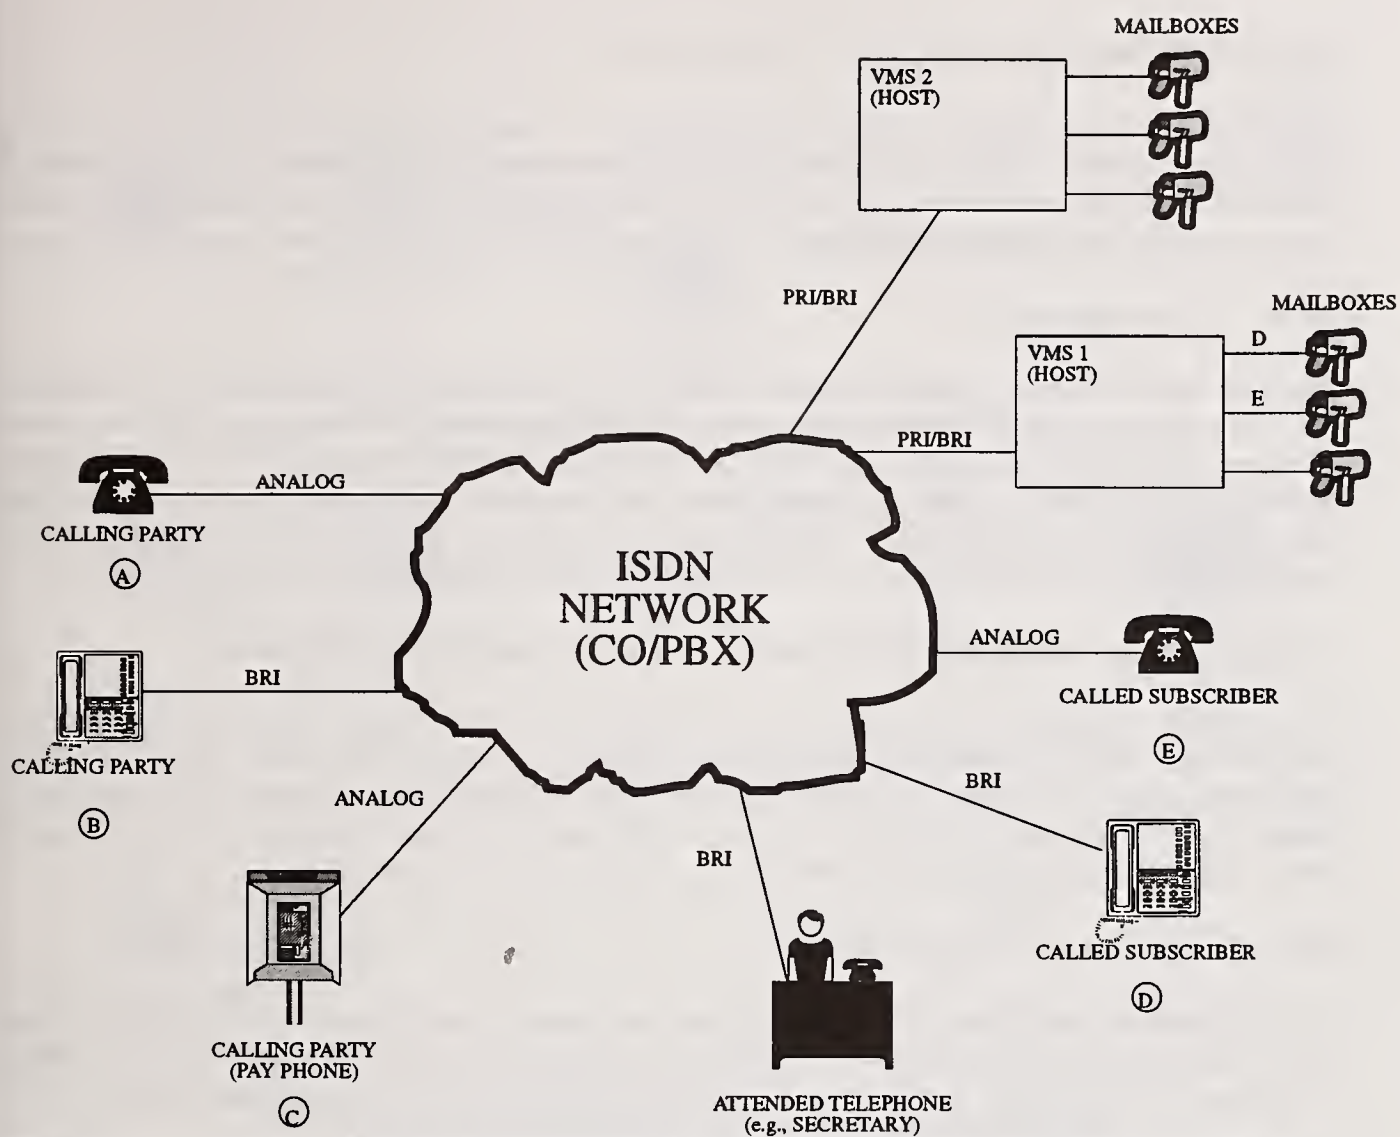 MAILBOXES
VMS 2
(HOST)
PRI/BRI
MAILBOXES
VMS 1
(HOST)
D
E
PRI/BRI
ANALOG
CALLING PARTY
A
ISDN
NETWORK
(CO/PBX)
ANALOG
CALLED SUBSCRIBER
E
BRI
CALLING PARTY
B
ANALOG
BRI
BRI
CALLED SUBSCRIBER
D
CALLING PARTY
(PAY PHONE)
C
ATTENDED TELEPHONE
(e.g., SECRETARY)